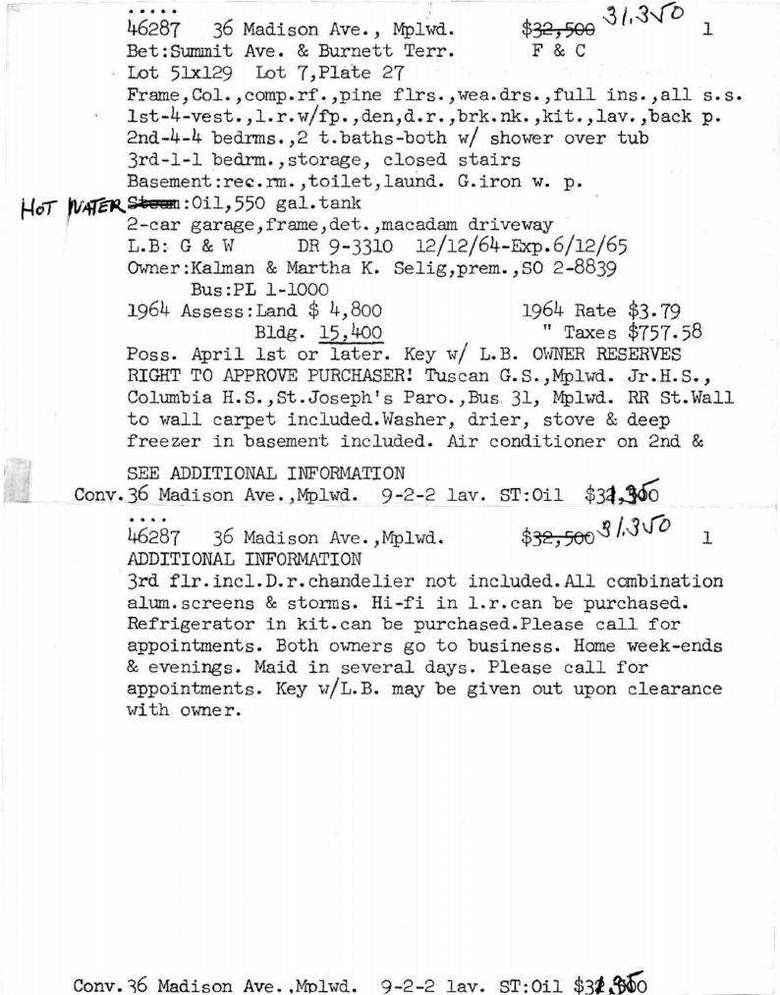 46287 36 Madison Ave., Mplwd. $32,500 31,350 1
Bet:Summit Ave. & Burnett Terr. F & C
Lot 51x129 Lot 7,Plate 27
Frame,Col.,comp.rf.,pine flrs.,wea.drs.,full ins.,all s.s.
1st-4-vest.,l.r.w/fp.,den,d.r.,brk.nk.,kit.,lav.,back p.
2nd-4-4 bedrms.,2 t.baths-both w/ shower over tub
3rd-1-1 bedrm.,storage, closed stairs
Basement:rec.rm.,toilet,laund. G.iron w. p.
HOT WATER Steam:Oil,550 gal.tank
2-car garage,frame,det.,macadam driveway
L.B: G & W DR 9-3310 12/12/64-Exp.6/12/65
Owner:Kalman & Martha K. Selig,prem.,SO 2-8839
Bus:PL 1-1000
1964 Assess:Land $ 4,800 1964 Rate $3.79
Bldg. 15,400 " Taxes $757.58
Poss. April 1st or later. Key w/ L.B. OWNER RESERVES
RIGHT TO APPROVE PURCHASER! Tuscan G.S.,Mplwd. Jr.H.S.,
Columbia H.S.,St.Joseph's Paro.,Bus 31, Mplwd. RR St.Wall
to wall carpet included.Washer, drier, stove & deep
freezer in basement included. Air conditioner on 2nd &
SEE ADDITIONAL INFORMATION
Conv.36 Madison Ave.,Mplwd. 9-2-2 lav. ST:Oil
46287 36 Madison Ave.,Mplwd. $32,500 31,350 1
ADDITIONAL INFORMATION
3rd flr.incl.D.r.chandelier not included.All combination
alum.screens & storms. Hi-fi in l.r.can be purchased.
Refrigerator in kit.can be purchased.Please call for
appointments. Both owners go to business. Home week-ends
& evenings. Maid in several days. Please call for
appointments. Key w/L.B. may be given out upon clearance
with owner.
Conv.36 Madison Ave.,Mplwd. 9-2-2 lav. ST:Oil